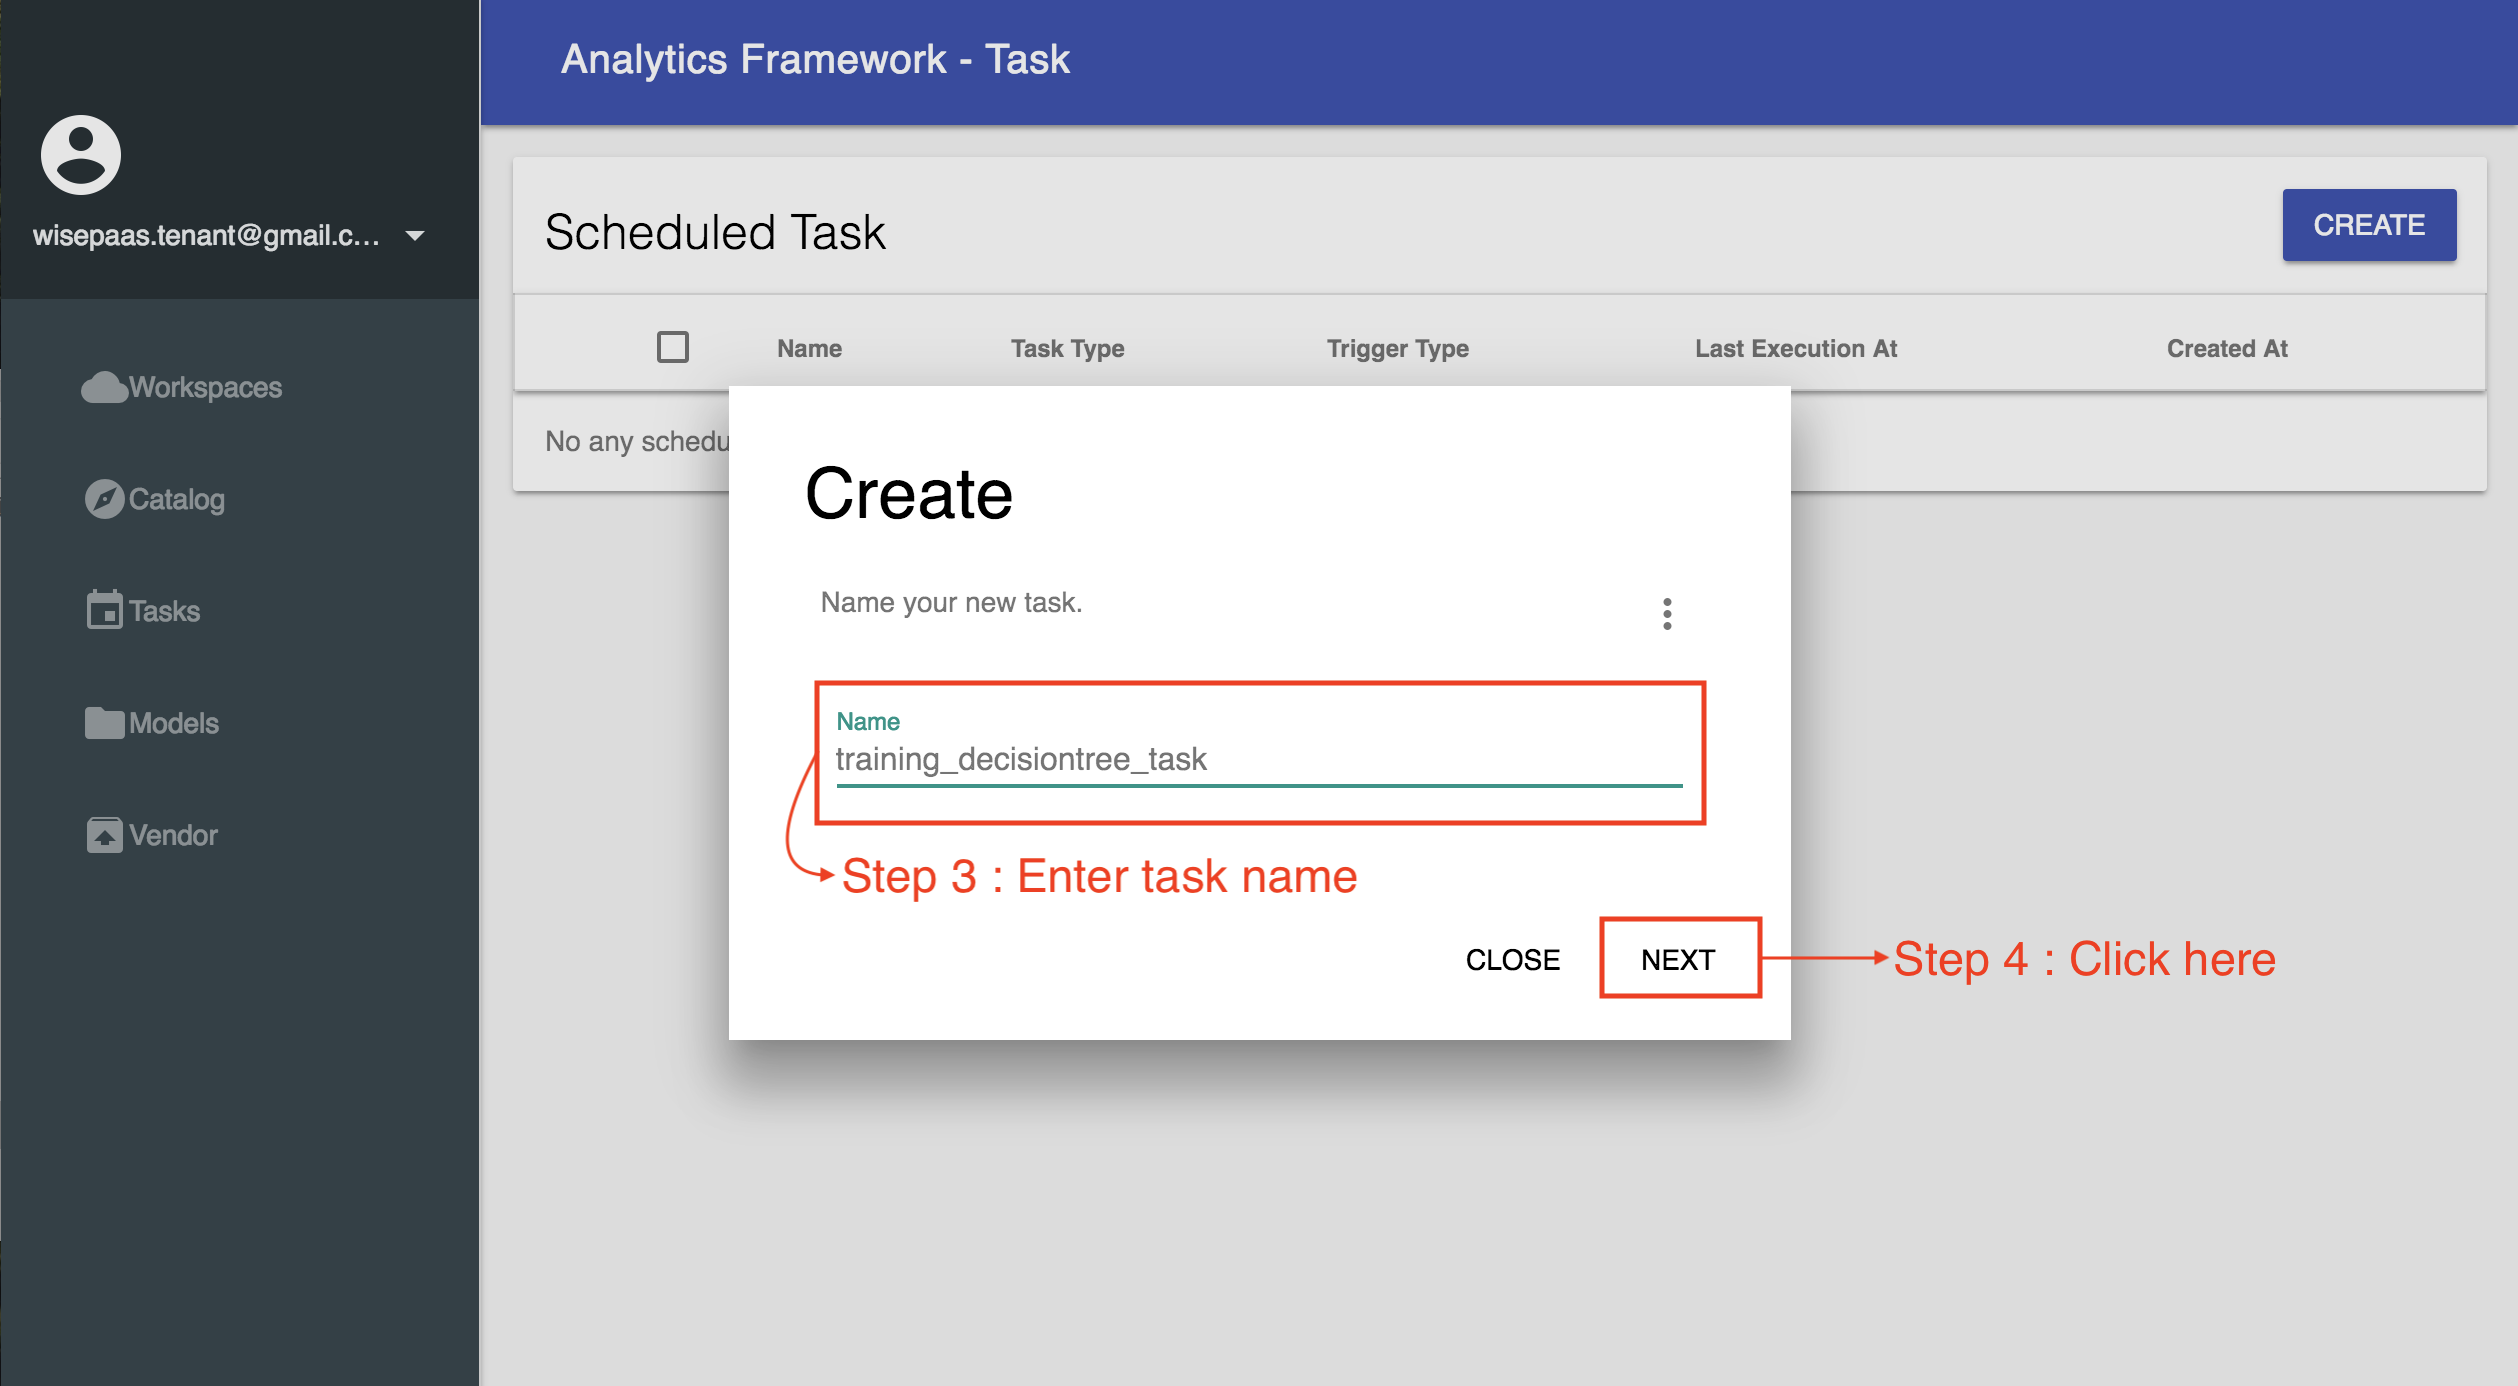 Analytics Framework - Task
wisepaas.tenant@gmail.c...
Workspaces
Catalog
Tasks
Models
Vendor
Scheduled Task
CREATE
Name Task Type Trigger Type Last Execution At Created At
No any schedu
Create
Name your new task.
Name
training_decisiontree_task
Step 3 : Enter task name
CLOSE NEXT
Step 4 : Click here